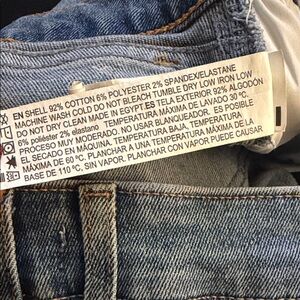 EN SHELL 92% COTTON 6% POLYESTER 2% SPANDEX/ELASTANE
MACHINE WASH COLD DO NOT BLEACH TUMBLE DRY LOW IRON LOW
DO NOT DRY CLEAN MADE IN EGYPT.ES TELA EXTERIOR 92% ALGODÓN
6% poliéster 2% elastano TEMPERATURA MÁXIMA DE LAVADO 30 °C.
PROCESO MUY MODERADO. NO USAR BLANQUEADOR. ES POSIBLE
EL SECADO EN MÁQUINA. TEMPERATURA BAJA, TEMPERATURA
MÁXIMA DE 60 ºC. PLANCHAR A UNA TEMPERATURA MÁXIMA DE LA
BASE DE 110 °C, SIN VAPOR. PLANCHAR CON VAPOR PUEDE CAUSAR